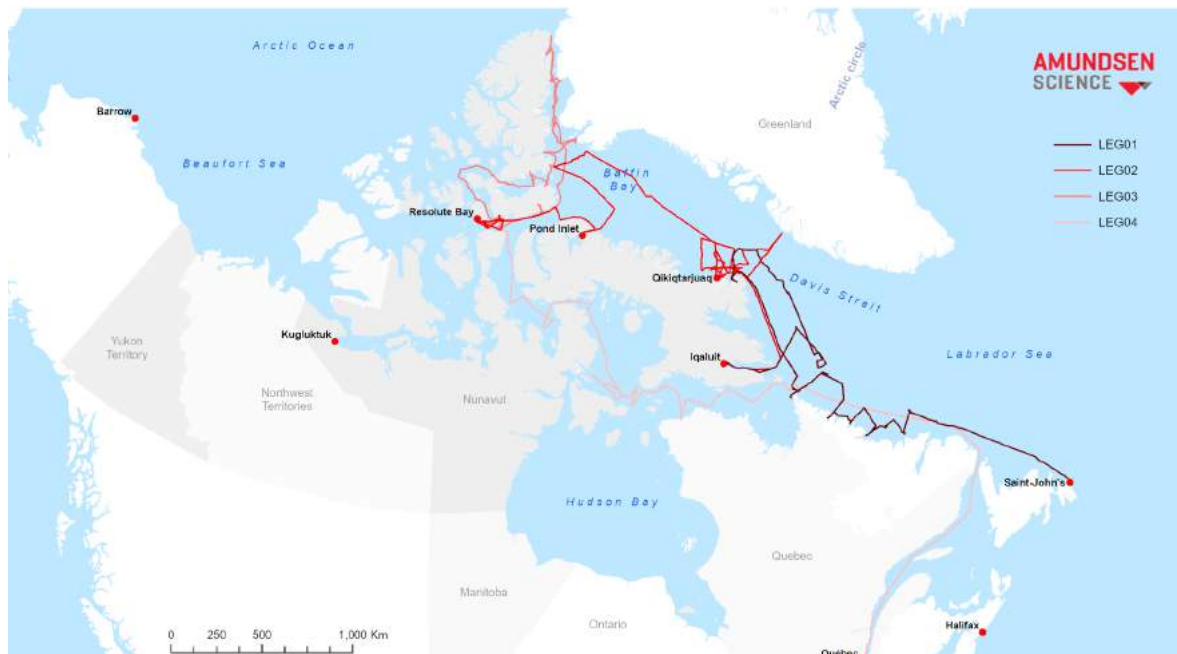 Arctic Ocean
AMUNDSEN
SCIENCE
Arctic circle
Barrow
Greenland
LEG01
LEG02
LEG03
LEG04
Beaufort Sea
Baffin
Bay
Resolute Bay
Pond Inlet
Qikiqtarjuaq
Davis Strait
Yukon
Territory
Kugluktuk
Iqaluit
Labrador Sea
Northwest
Territories
Nunavut
Saint-John's
Hudson Bay
Quebec
Manitoba
Ontario
Halifax
Québec
0 250 500 1,000 Km